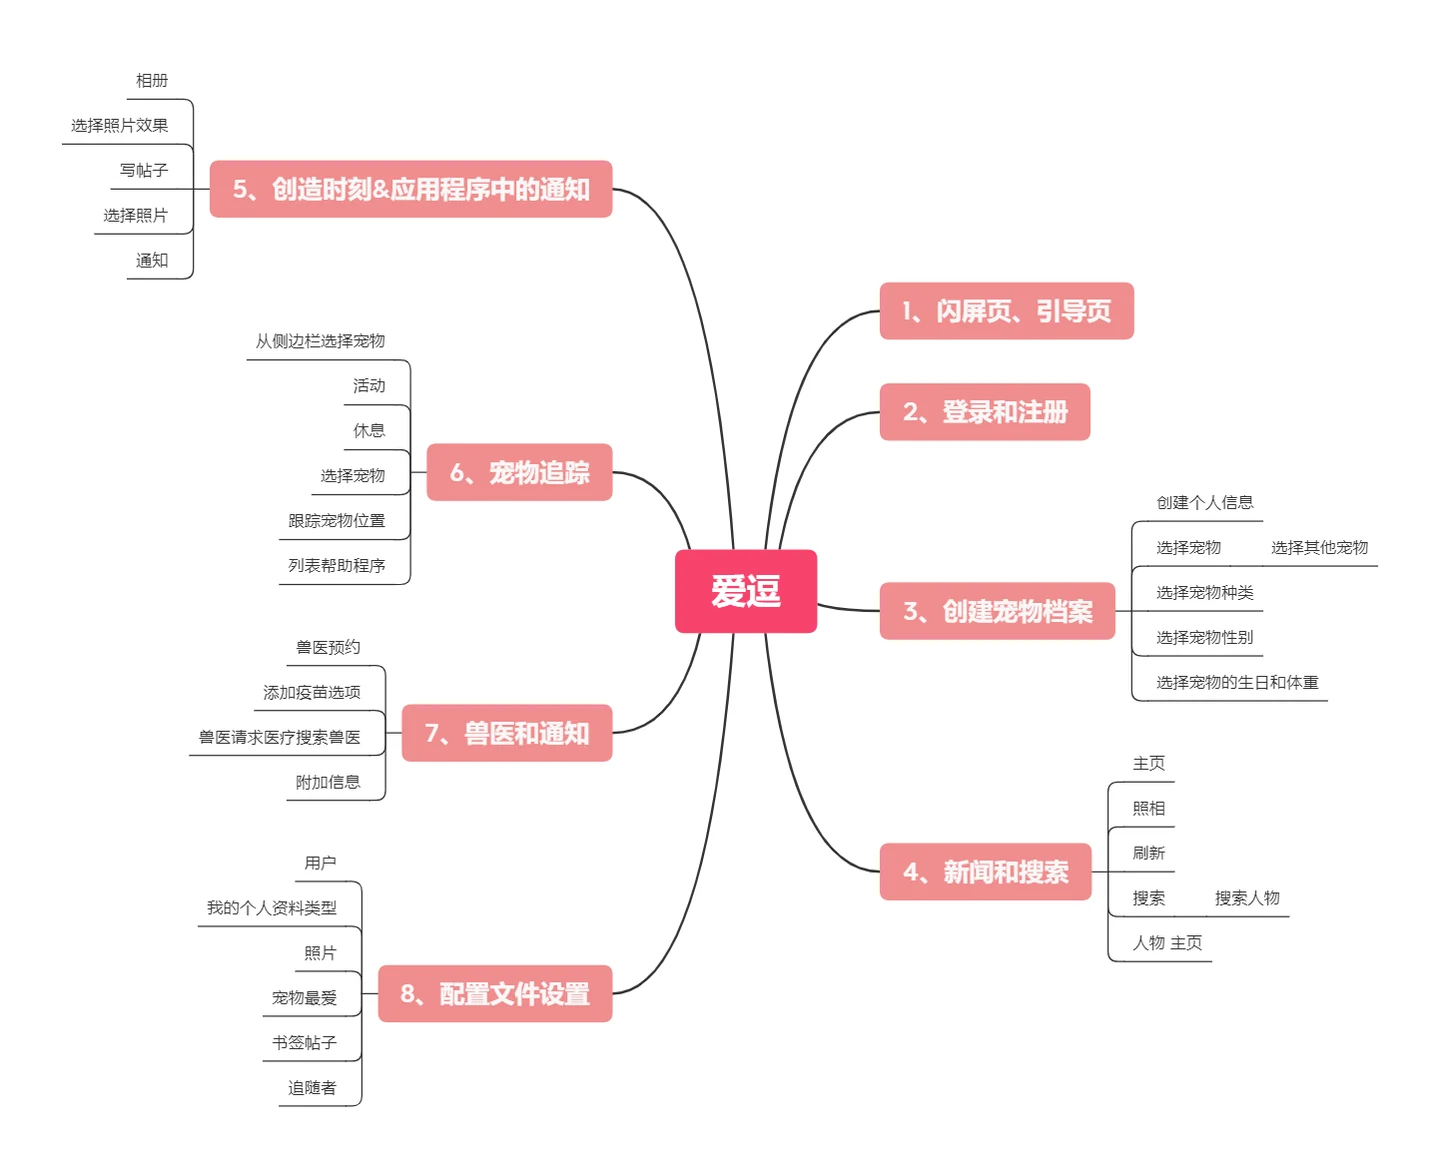 爱逗
1、闪屏页、引导页
2、登录和注册
3、创建宠物档案
创建个人信息
选择宠物
选择其他宠物
选择宠物种类
选择宠物性别
选择宠物的生日和体重
4、新闻和搜索
主页
照相
刷新
搜索
搜索人物
人物 主页
5、创造时刻&应用程序中的通知
相册
选择照片效果
写帖子
选择照片
通知
6、宠物追踪
从侧边栏选择宠物
活动
休息
选择宠物
跟踪宠物位置
列表帮助程序
7、兽医和通知
兽医预约
添加疫苗选项
兽医请求医疗搜索兽医
附加信息
8、配置文件设置
用户
我的个人资料类型
照片
宠物最爱
书签帖子
追随者